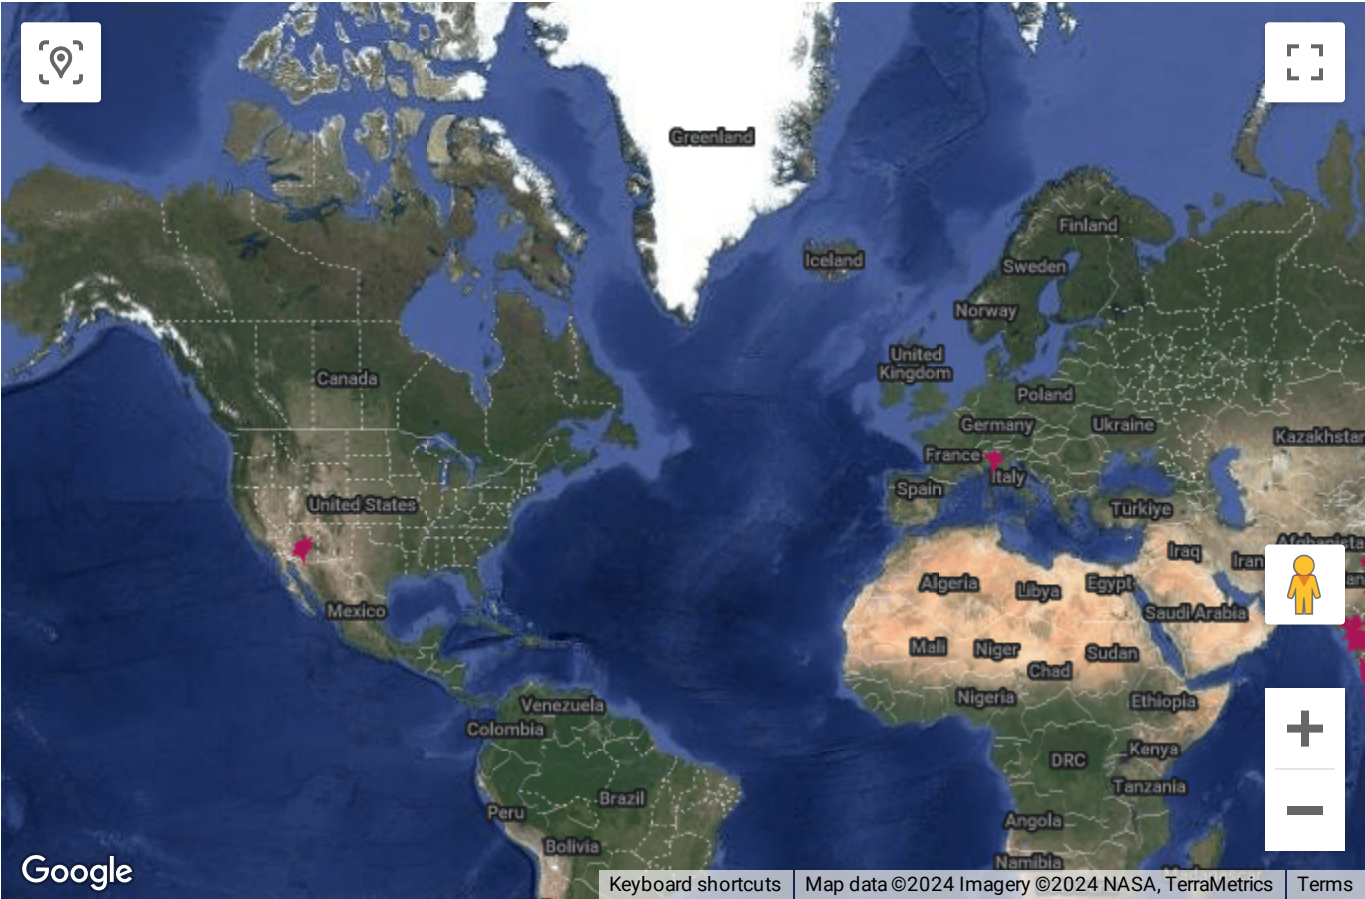 Greenland
Finland
Iceland
Sweden
Norway
United
Kingdom
Canada
Poland
Germany
Ukraine
Kazakhstan
France
Italy
United States
Spain
Türkiye
Afghanista
Iraq
Iran
Algeria
Libya
Egypt
Mexico
Saudi Arabia
Mali
Niger
Sudan
Chad
Venezuela
Nigeria
Ethiopia
Colombia
Kenya
DRC
Tanzania
Brazil
Peru
Angola
Bolivia
Namibia
Madagascar
Google
Keyboard shortcuts
Map data ©2024 Imagery ©2024 NASA, TerraMetrics
Terms